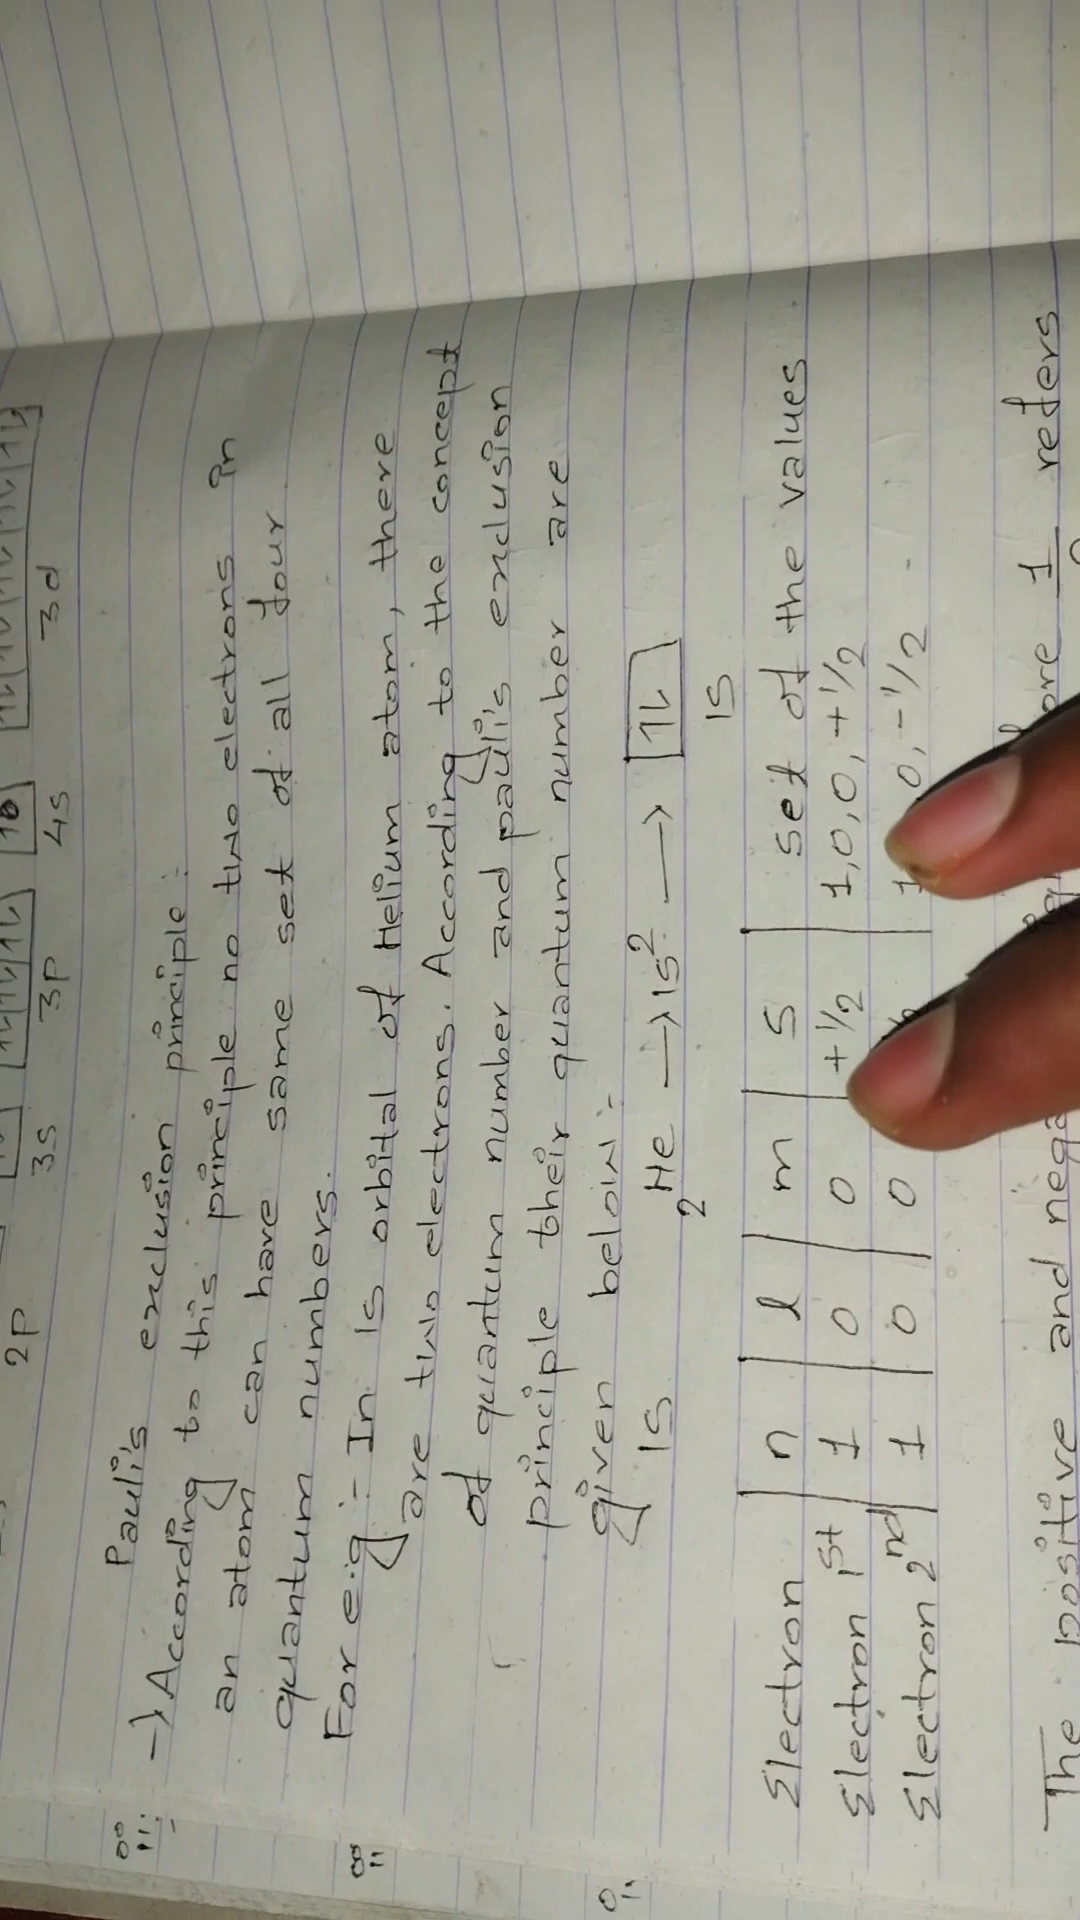 2p 3s 3p 4s 3d
ii. Pauli's exclusion principle:
→ According to this principle no two electrons in
an atom can have same set of all four
quantum numbers.
For e.g :- In 1s orbital of Helium atom, there
are two electrons. According to the concept
of quantum number and pauli's exclusion
principle their quantum number are
given below:-
1s 2He → 1s² → 1L
1s
Electron | n | l | m | s | set of the values
Electron 1st | 1 | 0 | 0 | +1/2 | 1,0,0,+1/2
Electron 2nd | 1 | 0 | 0 | 1 0,-1/2
The positive and 1 refers